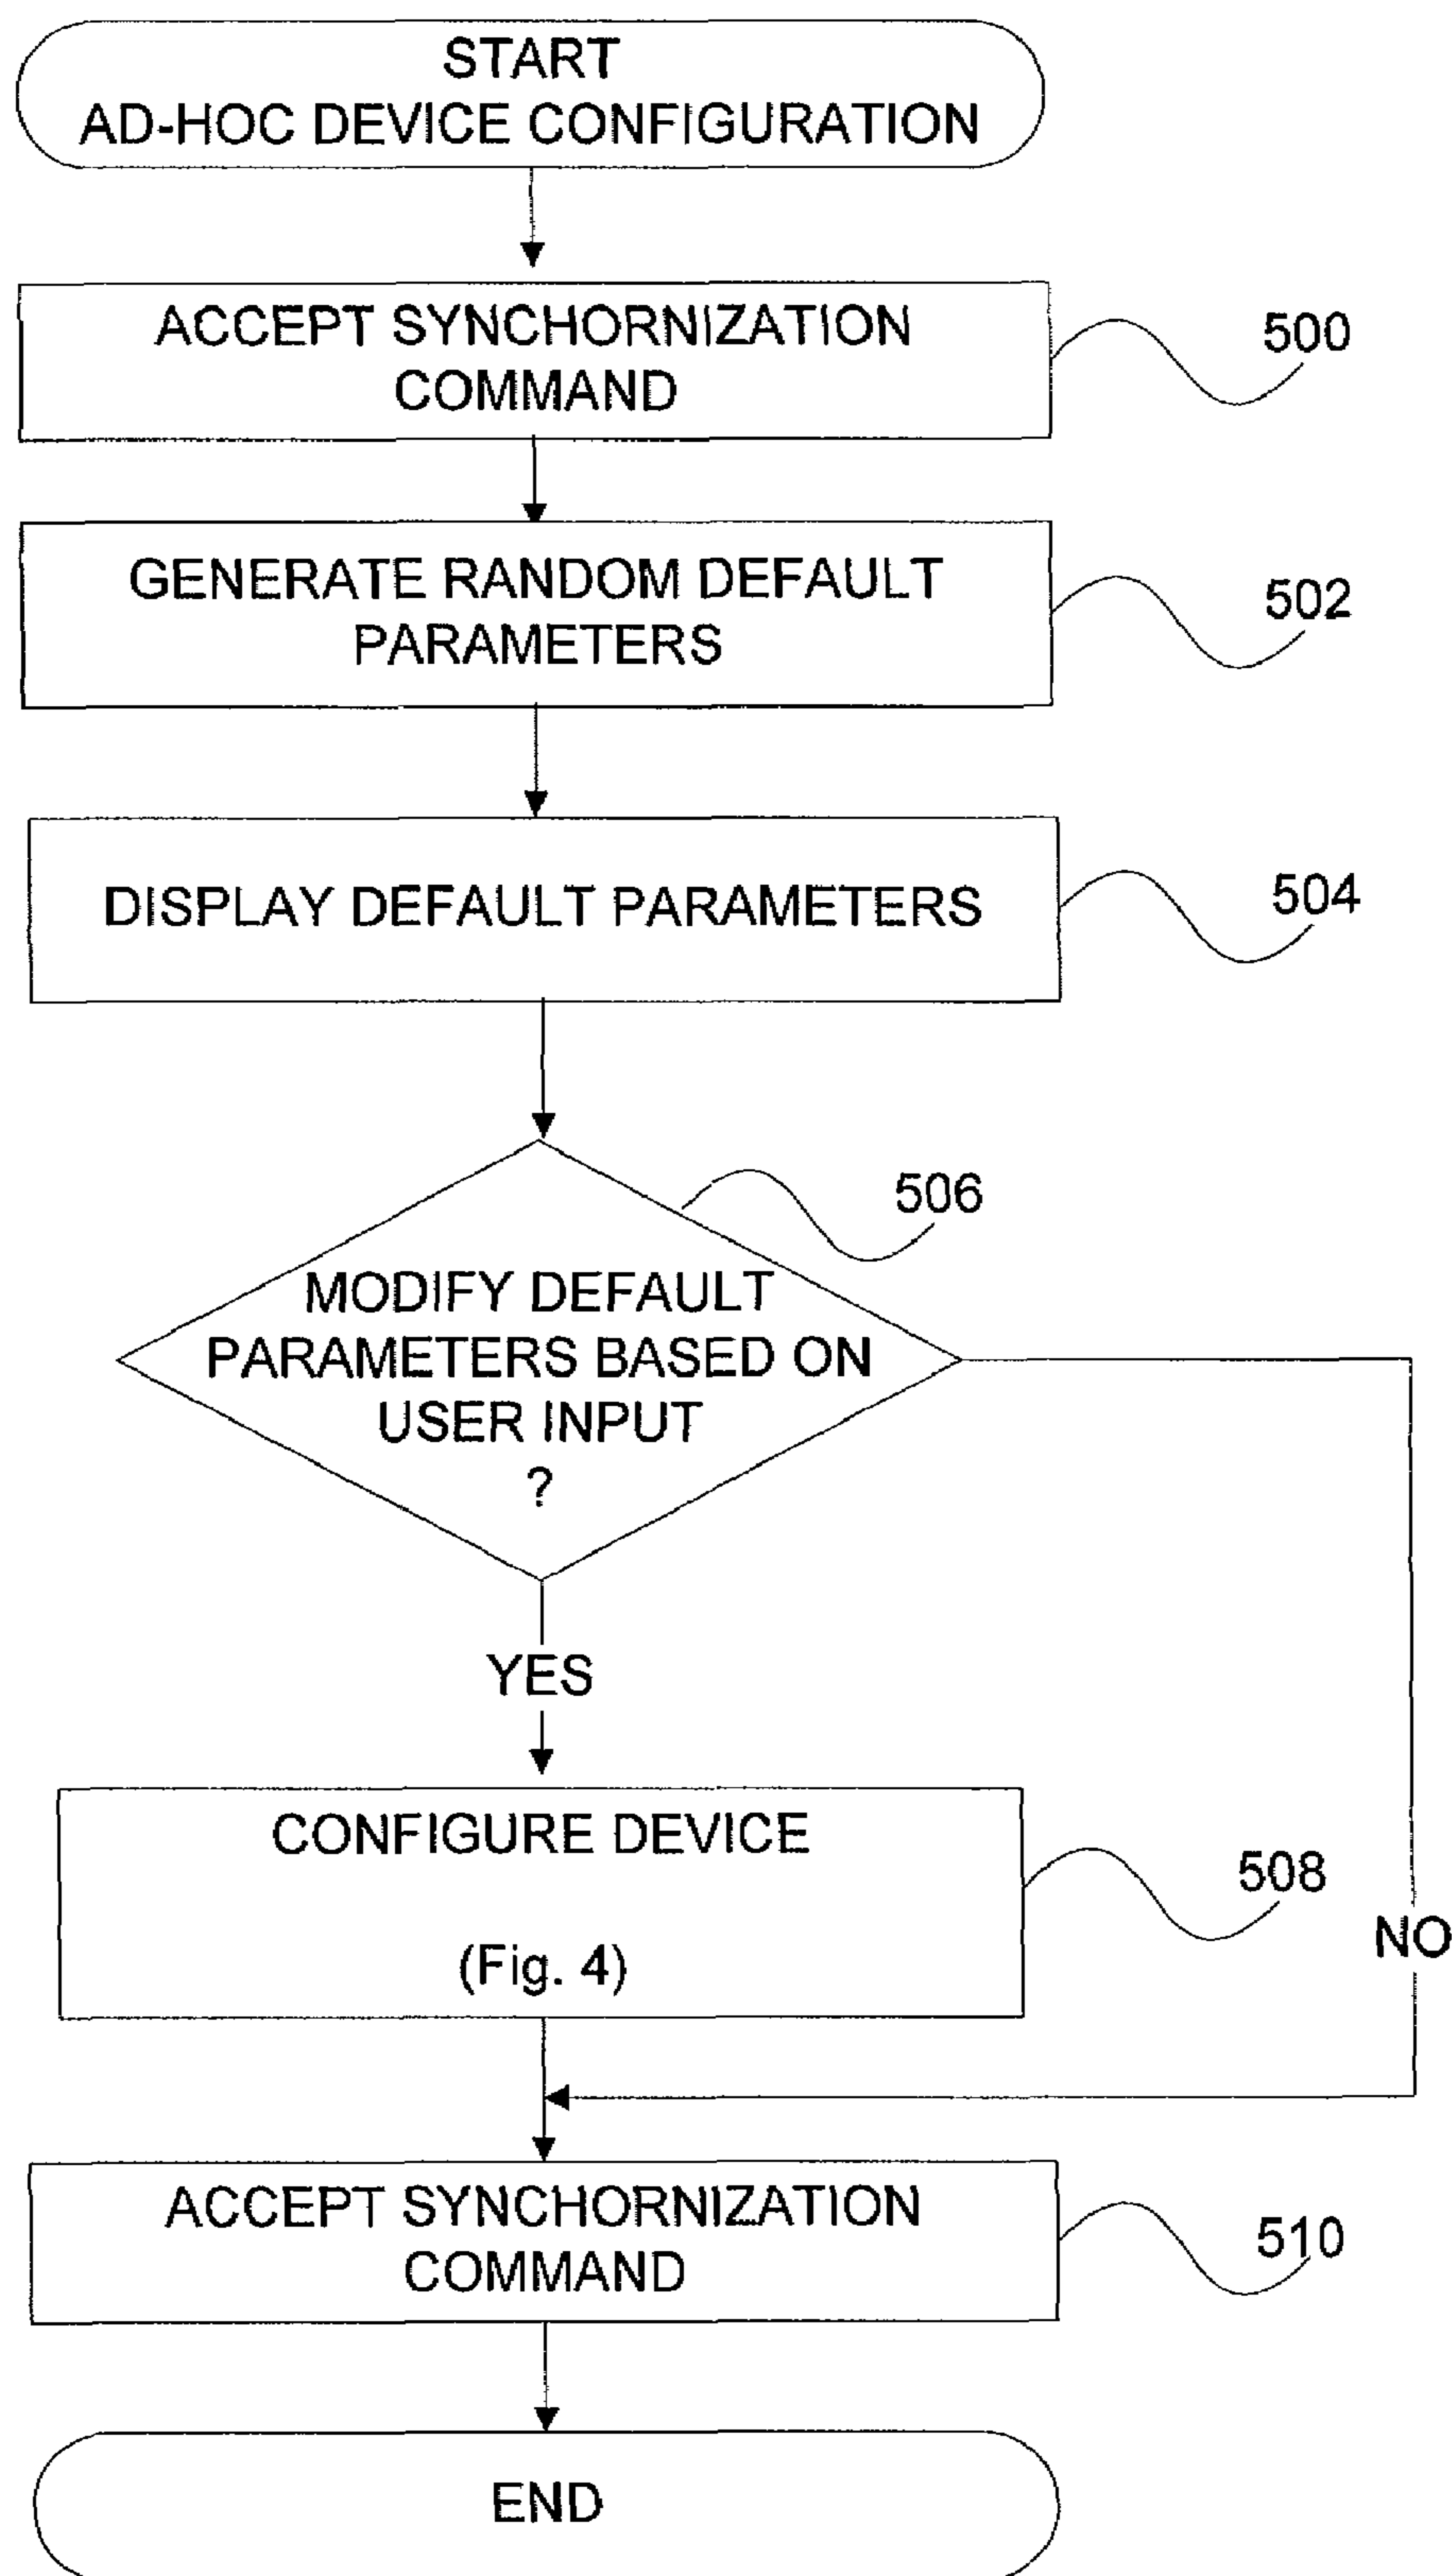 START
AD-HOC DEVICE CONFIGURATION
ACCEPT SYNCHORNIZATION
COMMAND
500
GENERATE RANDOM DEFAULT
PARAMETERS
502
DISPLAY DEFAULT PARAMETERS
504
506
MODIFY DEFAULT
PARAMETERS BASED ON
USER INPUT
?
YES
CONFIGURE DEVICE
(Fig. 4)
508
NO
ACCEPT SYNCHORNIZATION
COMMAND
510
END